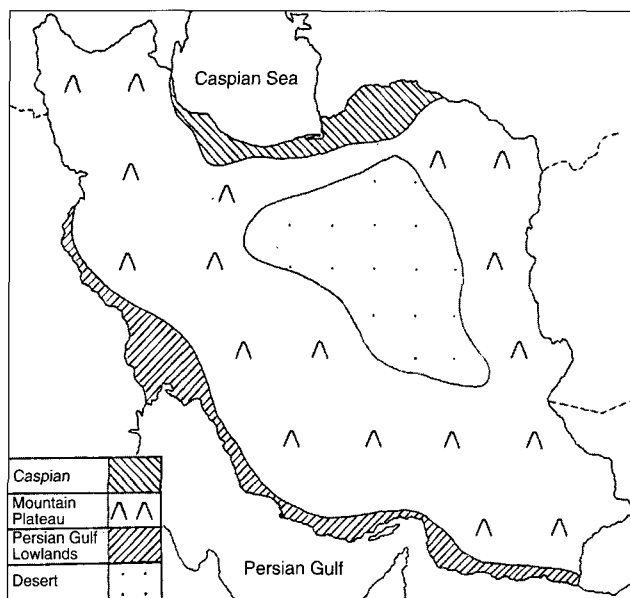 Caspian Sea
Caspian
Mountain
Plateau
Persian Gulf
Lowlands
Desert
Persian Gulf